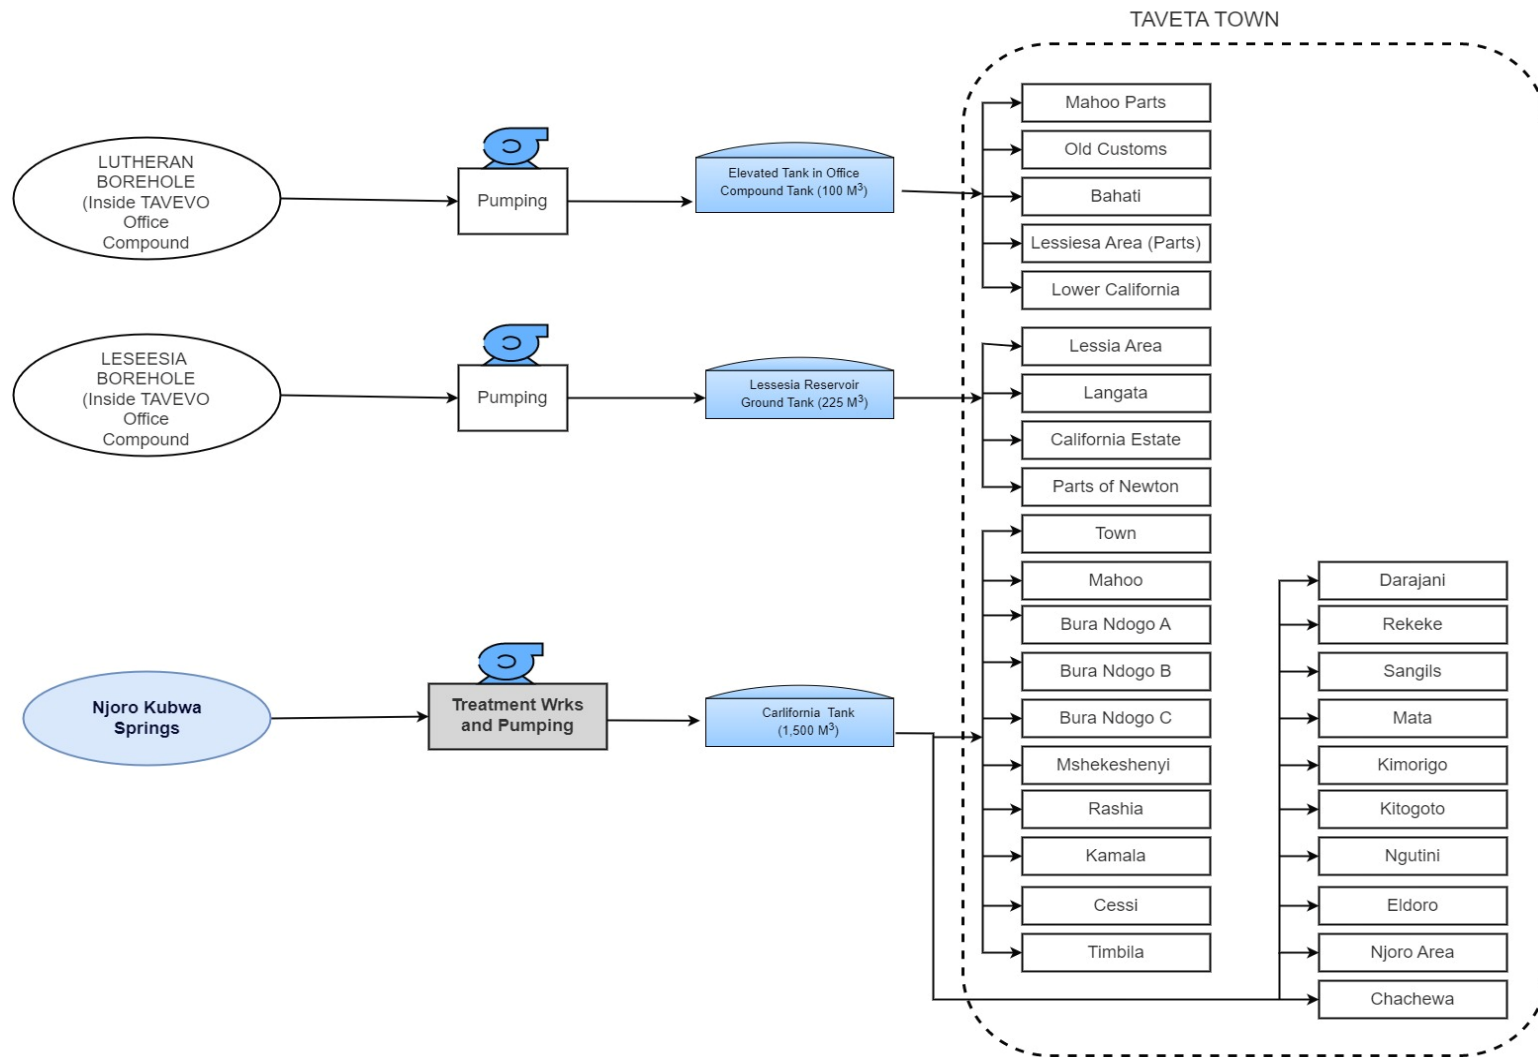 TAVETA TOWN
LUTHERAN
BOREHOLE
(Inside TAVEVO
Office
Compound
Pumping
Elevated Tank in Office
Compound Tank (100 M³)
Mahoo Parts
Old Customs
Bahati
Lessiesa Area (Parts)
Lower California
LESEESIA
BOREHOLE
(Inside TAVEVO
Office
Compound
Pumping
Lessesia Reservoir
Ground Tank (225 M³)
Lessia Area
Langata
California Estate
Parts of Newton
Njoro Kubwa
Springs
Treatment Wrks
and Pumping
Carlifornia Tank
(1,500 M³)
Town
Mahoo
Bura Ndogo A
Bura Ndogo B
Bura Ndogo C
Mshekeshenyi
Rashia
Kamala
Cessi
Timbila
Darajani
Rekeke
Sangils
Mata
Kimorigo
Kitogoto
Ngutini
Eldoro
Njoro Area
Chachewa